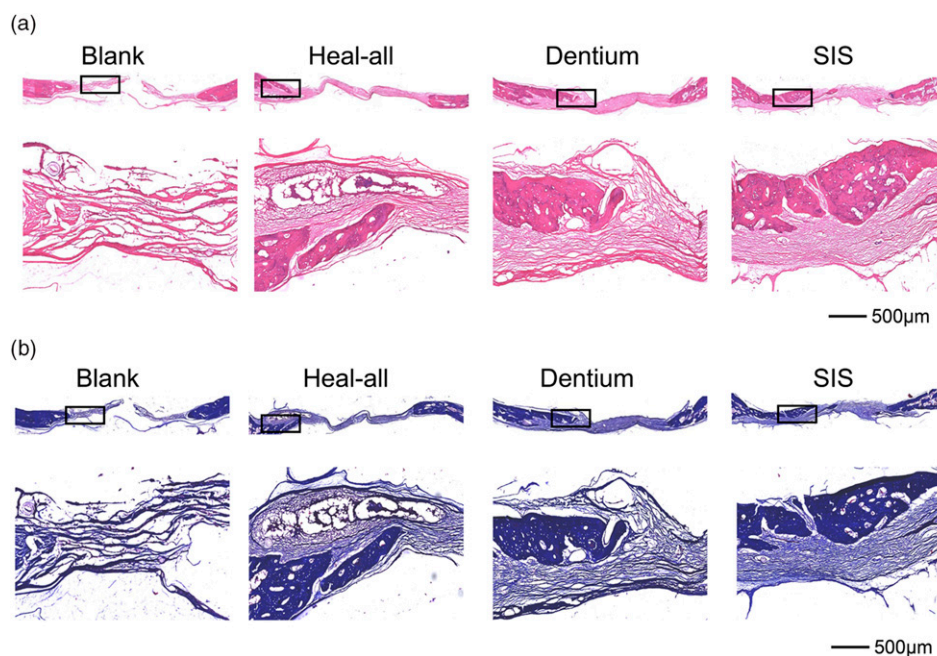 (a)
Blank Heal-all Dentium SIS
500µm
(b)
Blank Heal-all Dentium SIS
500µm